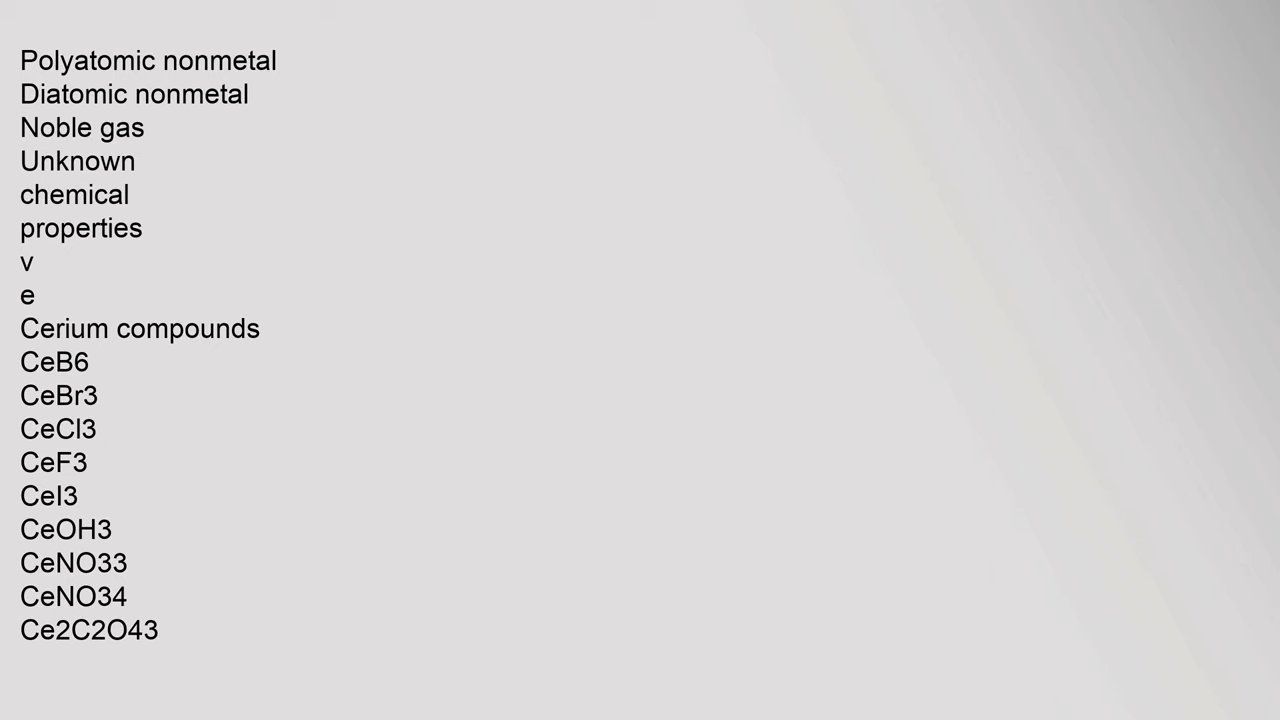 Polyatomic nonmetal
Diatomic nonmetal
Noble gas
Unknown
chemical
properties
v
e
Cerium compounds
CeB6
CeBr3
CeCl3
CeF3
CeI3
CeOH3
CeNO33
CeNO34
Ce2C2O43